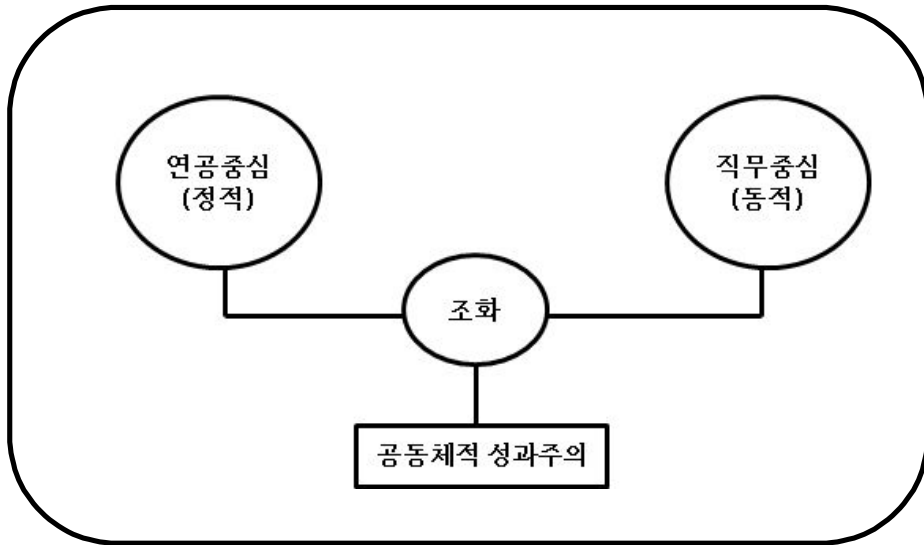 연공중심
(정적)
직무중심
(동적)
조화
공동체적 성과주의